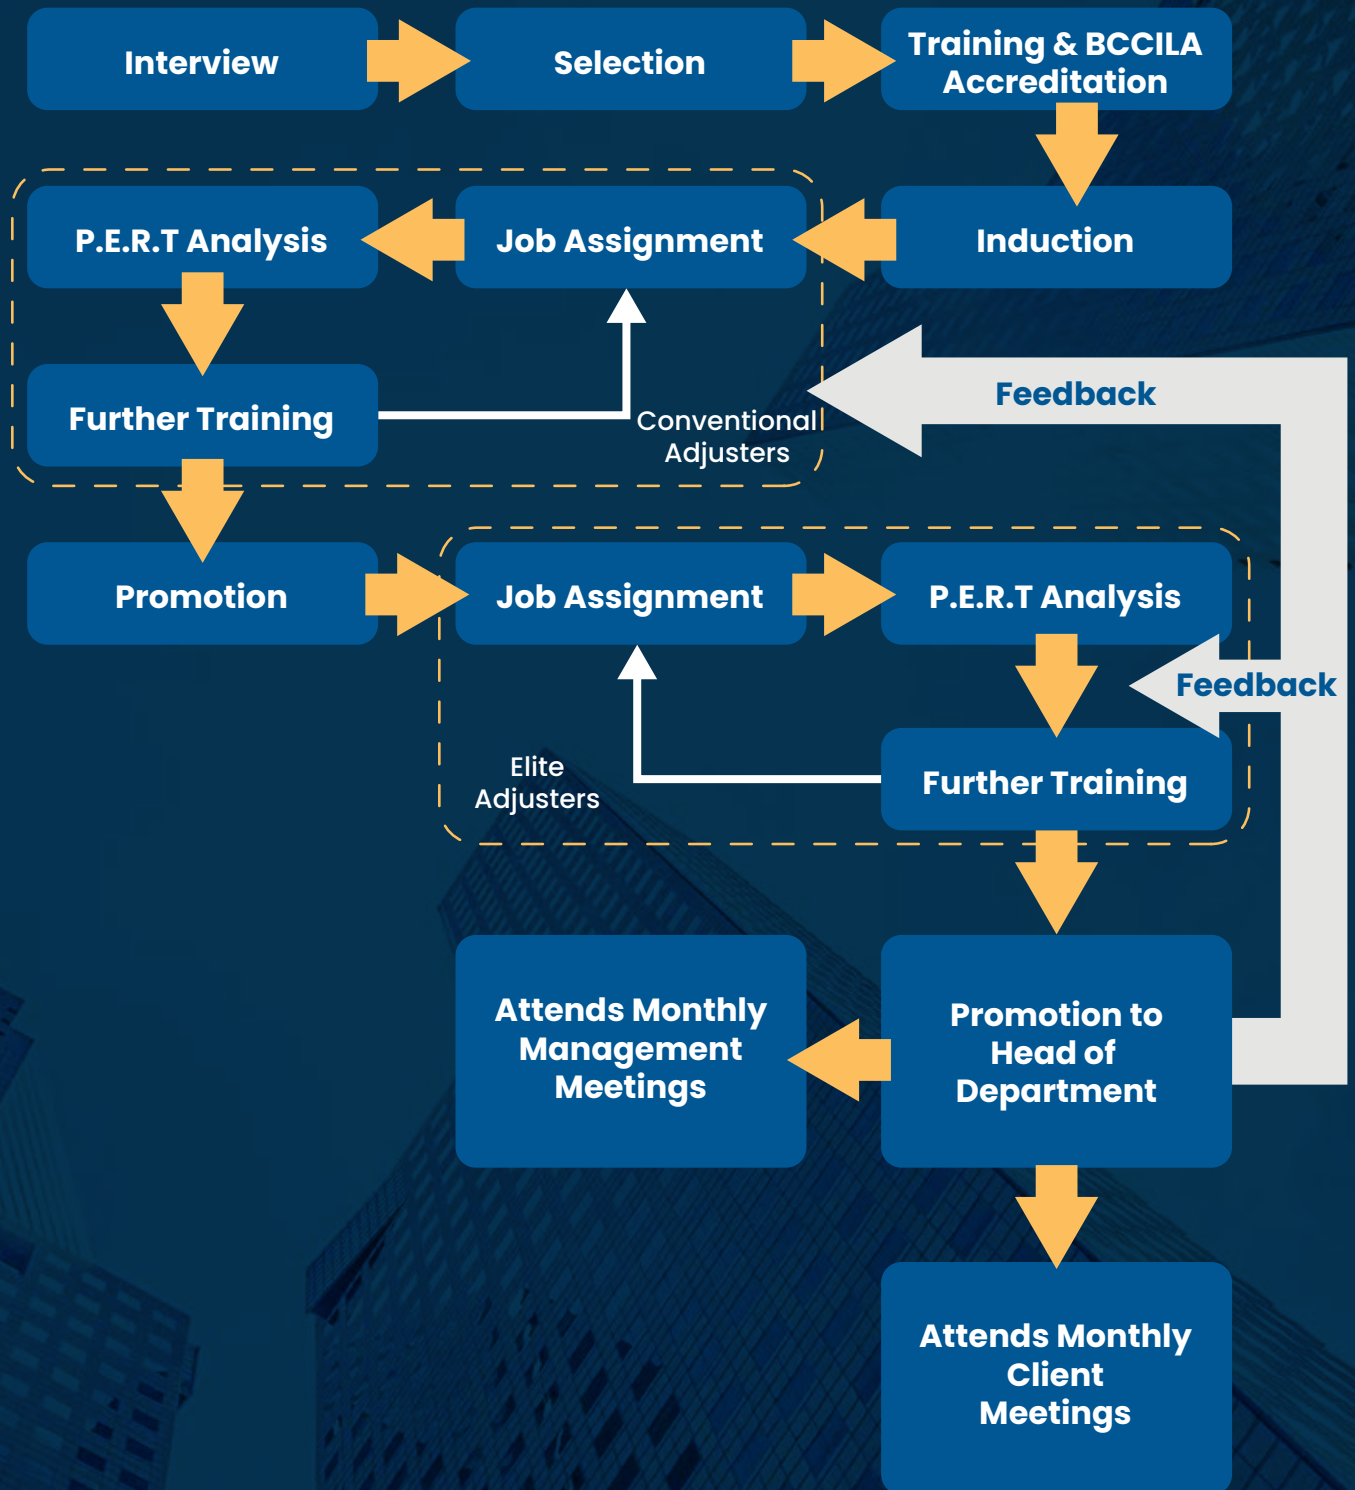 Interview
Selection
Training & BCCILA
Accreditation
P.E.R.T Analysis
Job Assignment
Induction
Feedback
Further Training
Conventional
Adjusters
Promotion
Job Assignment
P.E.R.T Analysis
Feedback
Elite
Adjusters
Further Training
Attends Monthly
Management
Meetings
Promotion to
Head of
Department
Attends Monthly
Client
Meetings